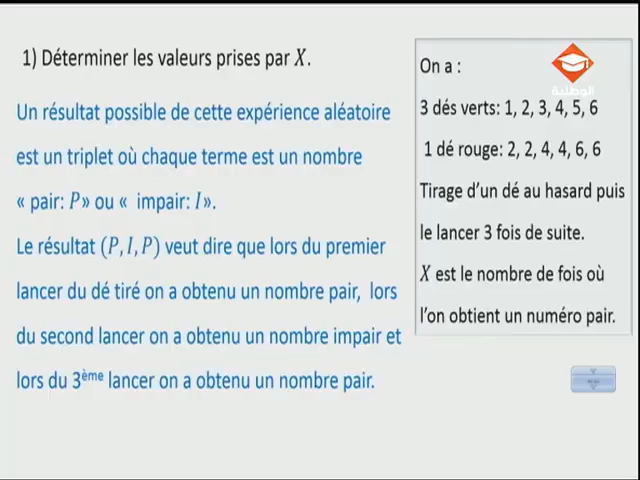 1) Déterminer les valeurs prises par X.
Un résultat possible de cette expérience aléatoire
est un triplet où chaque terme est un nombre
« pair: P» ou « impair: I».
Le résultat (P, I, P) veut dire que lors du premier
lancer du dé tiré on a obtenu un nombre pair, lors
du second lancer on a obtenu un nombre impair et
lors du 3ème lancer on a obtenu un nombre pair.
On a :
الوطنية
3 dés verts: 1, 2, 3, 4, 5, 6
1 dé rouge: 2, 2, 4, 4, 6, 6
Tirage d'un dé au hasard puis
le lancer 3 fois de suite.
X est le nombre de fois où
l'on obtient un numéro pair.